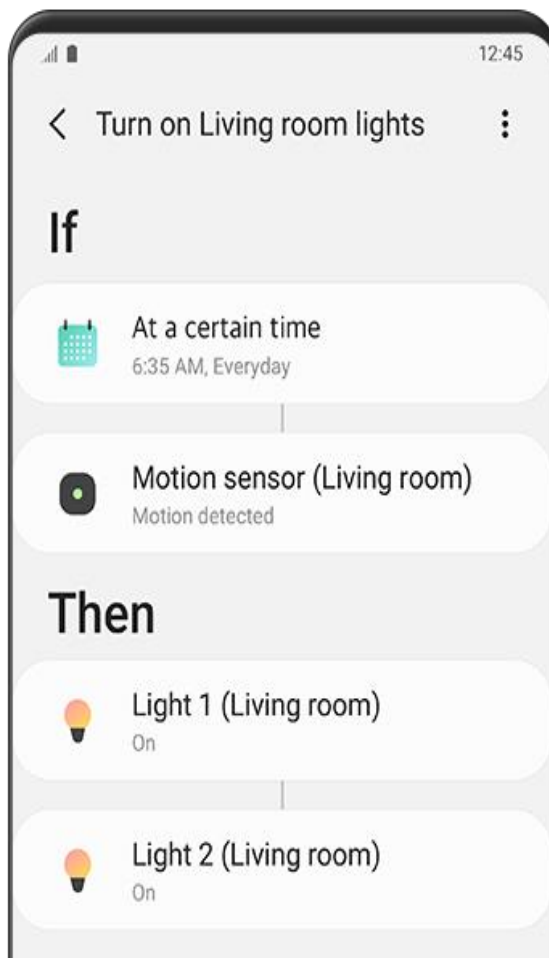 12:45
Turn on Living room lights
If
At a certain time
6:35 AM, Everyday
Motion sensor (Living room)
Motion detected
Then
Light 1 (Living room)
On
Light 2 (Living room)
On